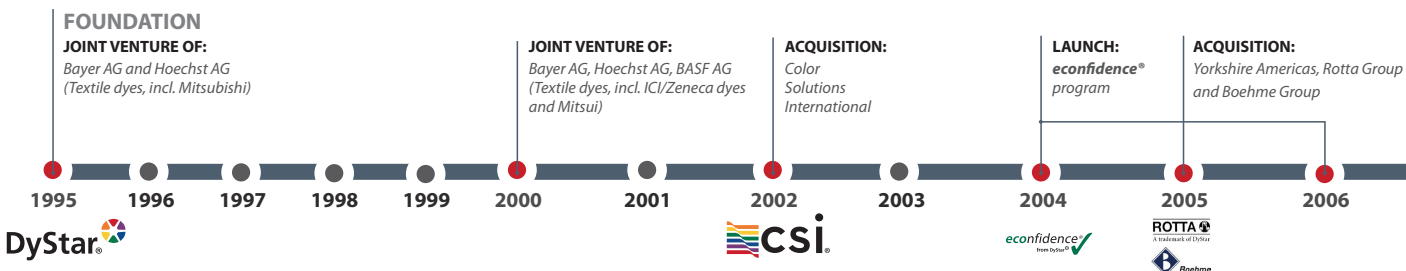 FOUNDATION
JOINT VENTURE OF:
Bayer AG and Hoechst AG
(Textile dyes, incl. Mitsubishi)
JOINT VENTURE OF:
Bayer AG, Hoechst AG, BASF AG
(Textile dyes, incl. ICI/Zeneca dyes
and Mitsui)
ACQUISITION:
Color
Solutions
International
LAUNCH:
econfidence®
program
ACQUISITION:
Yorkshire Americas, Rotta Group
and Boehme Group
1995
1996
1997
1998
1999
2000
2001
2002
2003
2004
2005
2006
DyStar®
CSi®
econfidence®
from DyStar®
ROTTA
A trademark of DyStar
Boehme